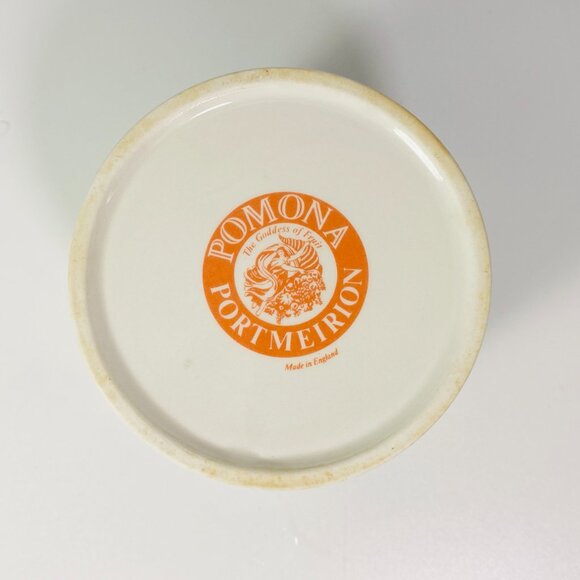 POMONA
The Goddess of Fruit
PORTMEIRION
Made in England